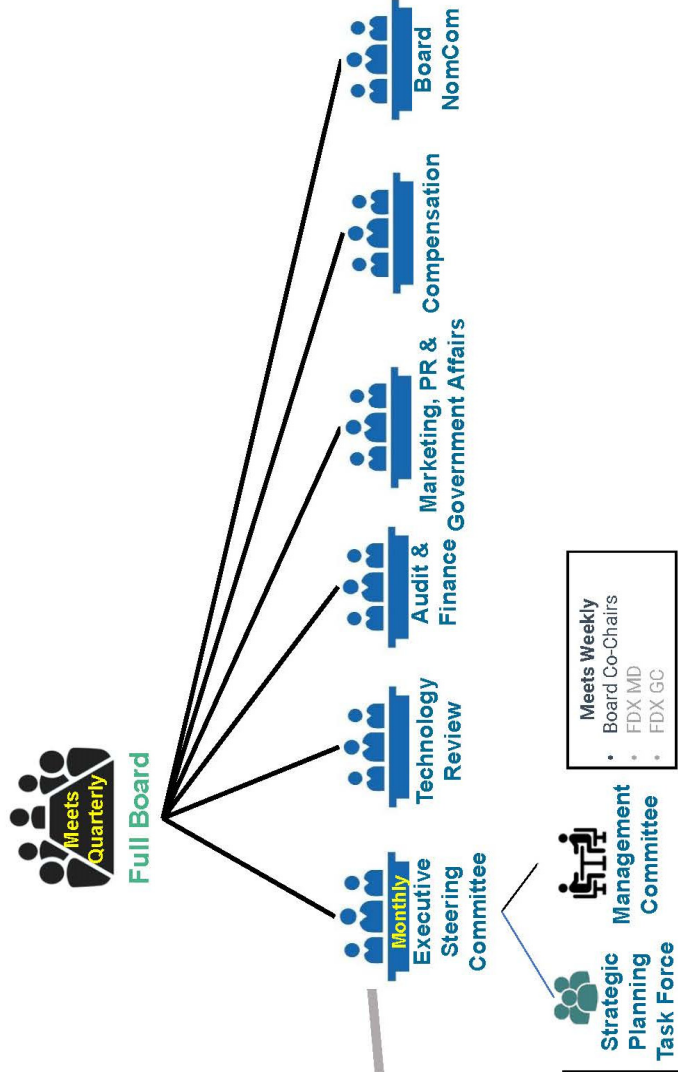 Meets
Quarterly
Full Board
Monthly
Executive
Steering
Committee
Technology
Review
Audit &
Finance
Marketing, PR &
Government Affairs
Compensation
Board
NomCom
Strategic
Planning
Task Force
Management
Committee
Meets Weekly
• Board Co-Chairs
• FDX MD
• FDX GC